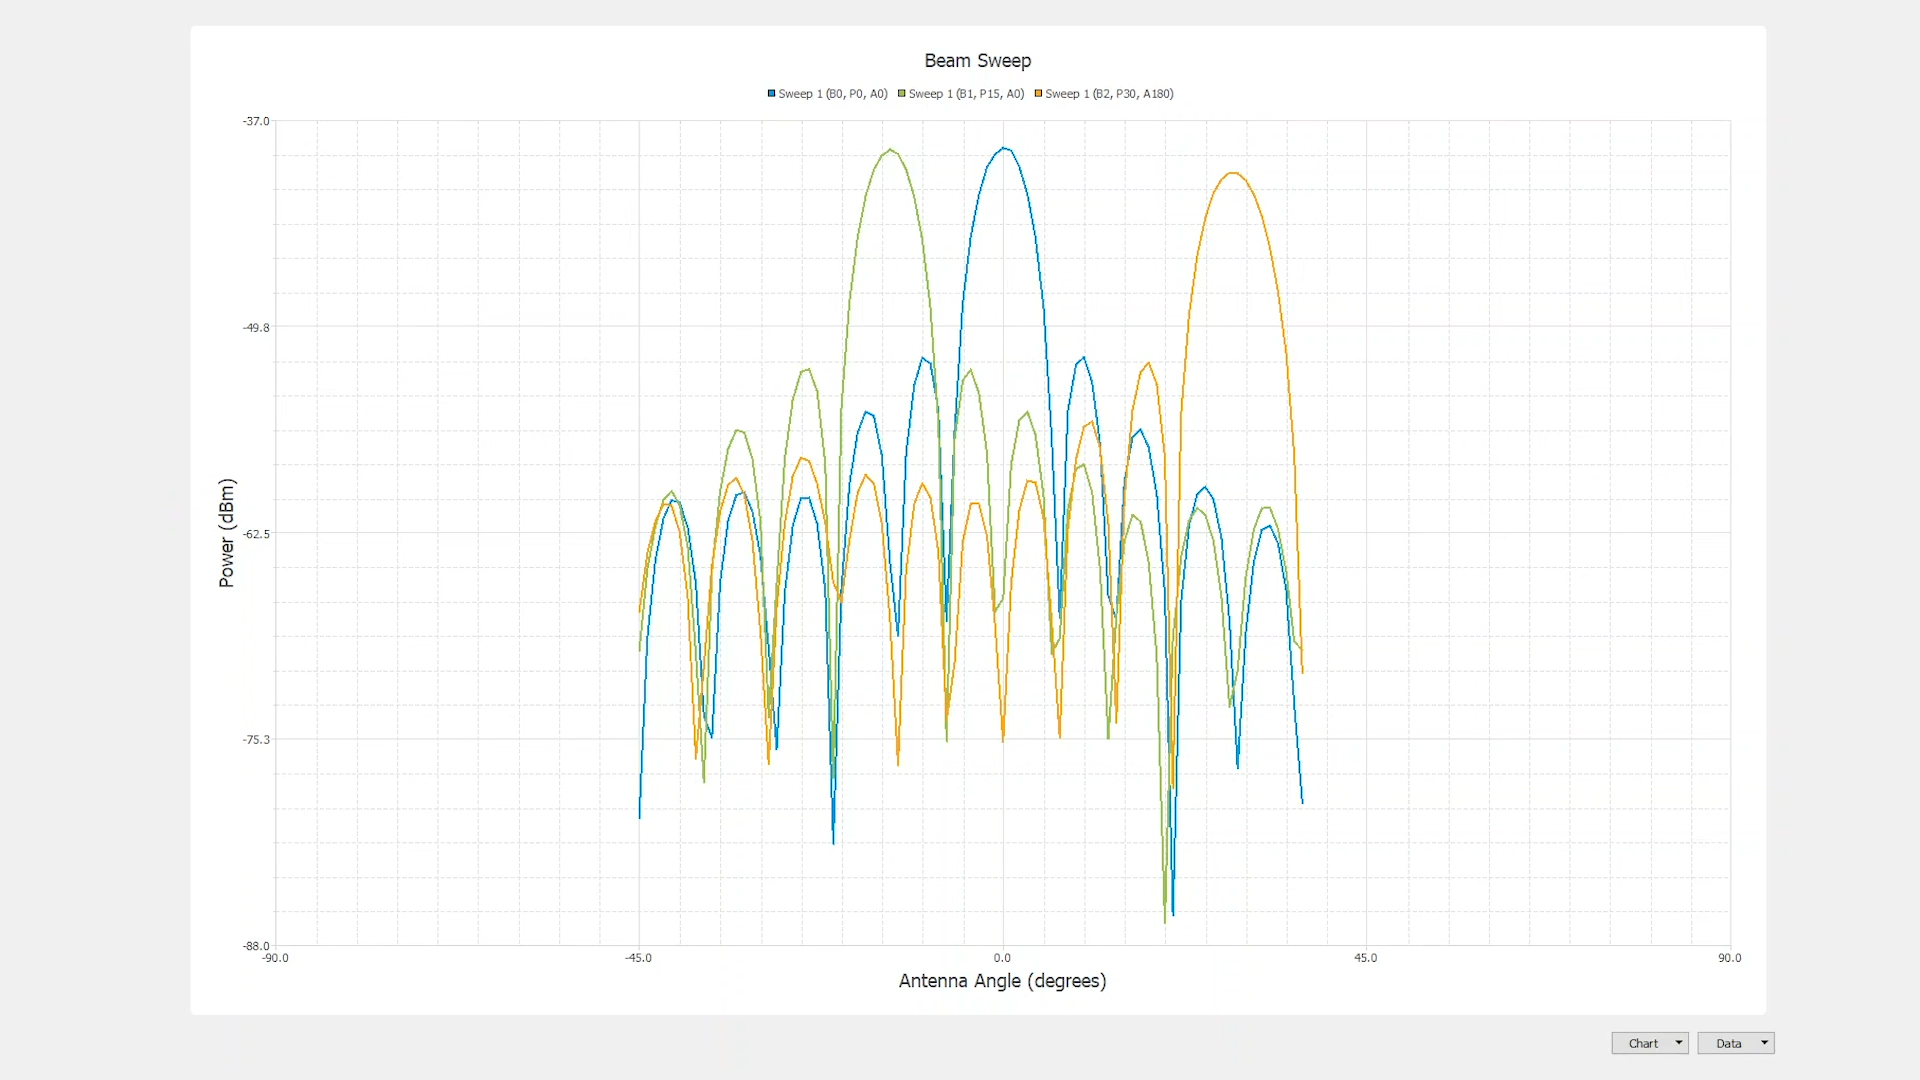 Beam Sweep
Sweep 1 (B0, P0, A0) Sweep 1 (B1, P15, A0) Sweep 1 (B2, P30, A180)
-37.0
-49.8
-62.5
-75.3
-88.0
Power (dBm)
-90.0 -45.0 0.0 45.0 90.0
Antenna Angle (degrees)
Chart Data